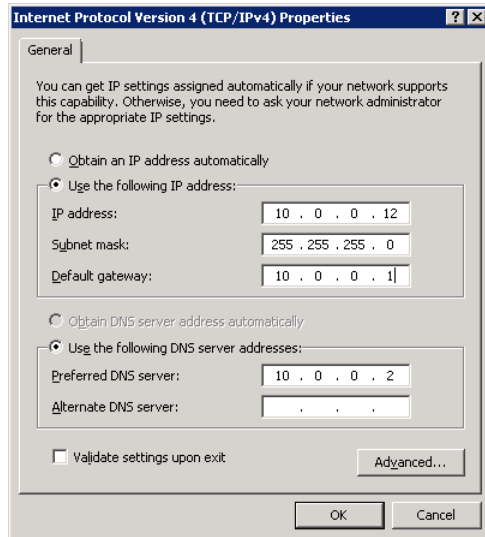 Internet Protocol Version 4 (TCP/IPv4) Properties
General
You can get IP settings assigned automatically if your network supports
this capability. Otherwise, you need to ask your network administrator
for the appropriate IP settings.
Obtain an IP address automatically
Use the following IP address:
IP address: 10 . 0 . 0 . 12
Subnet mask: 255 . 255 . 255 . 0
Default gateway: 10 . 0 . 0 . 1
Obtain DNS server address automatically
Use the following DNS server addresses:
Preferred DNS server: 10 . 0 . 0 . 2
Alternate DNS server: . . .
Validate settings upon exit
Advanced...
OK Cancel